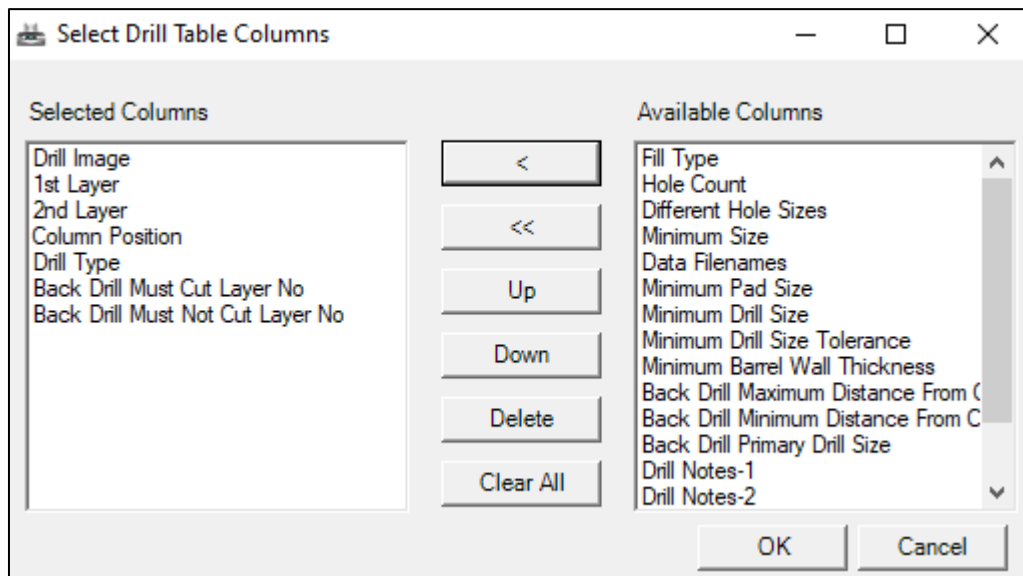 Select Drill Table Columns
Selected Columns
Drill Image
1st Layer
2nd Layer
Column Position
Drill Type
Back Drill Must Cut Layer No
Back Drill Must Not Cut Layer No
<
<<
Up
Down
Delete
Clear All
Available Columns
Fill Type
Hole Count
Different Hole Sizes
Minimum Size
Data Filenames
Minimum Pad Size
Minimum Drill Size
Minimum Drill Size Tolerance
Minimum Barrel Wall Thickness
Back Drill Maximum Distance From
Back Drill Minimum Distance From C
Back Drill Primary Drill Size
Drill Notes-1
Drill Notes-2
OK
Cancel